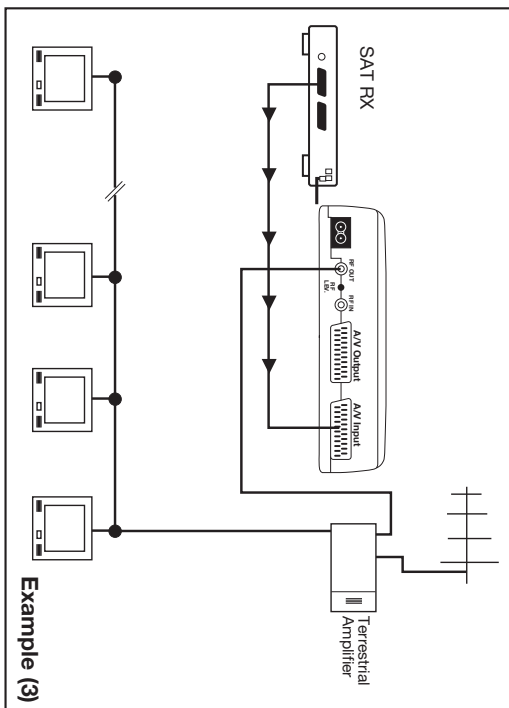 SAT RX
RF OUT
RF
LEV.
RF IN
A/V Output
A/V Input
Terrestrial
Amplifier
Example (3)